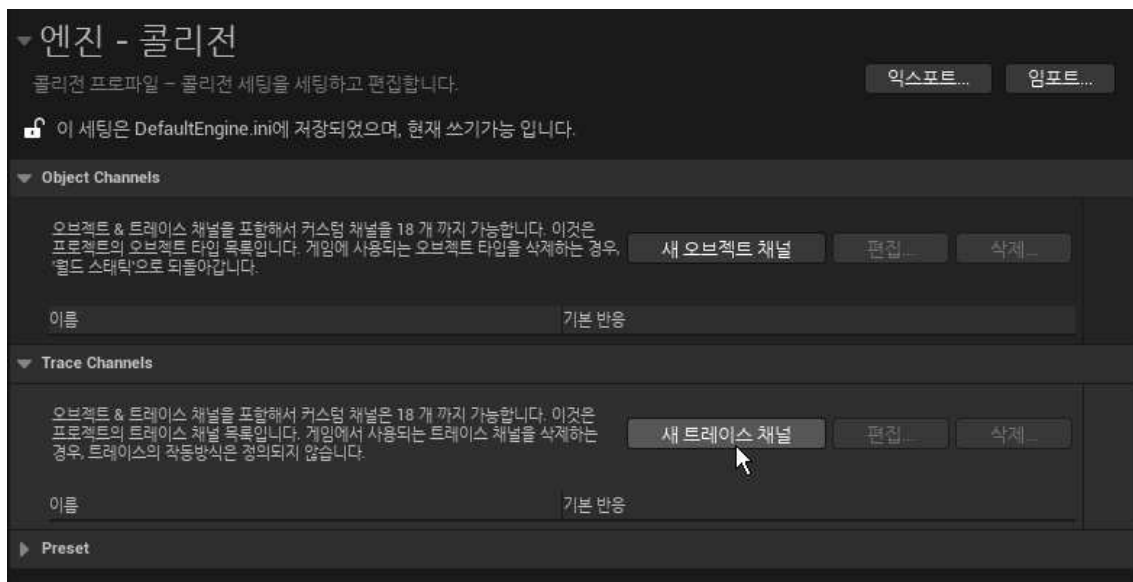 엔진 - 콜리전
콜리전 프로파일 - 콜리전 세팅을 세팅하고 편집합니다.
익스포트...
임포트...
이 세팅은 DefaultEngine.ini에 저장되었으며, 현재 쓰기가능 입니다.
Object Channels
오브젝트 & 트레이스 채널을 포함해서 커스텀 채널을 18 개 까지 가능합니다. 이것은
프로젝트의 오브젝트 타입 목록입니다. 게임에 사용되는 오브젝트 타입을 삭제하는 경우,
'월드 스태틱'으로 되돌아갑니다.
새 오브젝트 채널
편집...
삭제...
이름
기본 반응
Trace Channels
오브젝트 & 트레이스 채널을 포함해서 커스텀 채널은 18 개 까지 가능합니다. 이것은
프로젝트의 트레이스 채널 목록입니다. 게임에서 사용되는 트레이스 채널을 삭제하는
경우, 트레이스의 작동방식은 정의되지 않습니다.
새 트레이스 채널
편집...
삭제...
이름
기본 반응
Preset